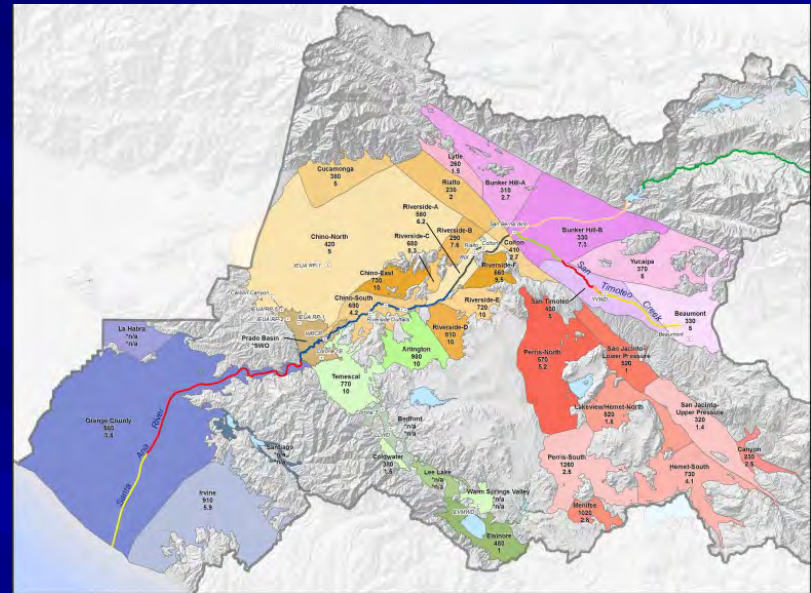 Cucamonga
380
5
Lytle
260
1.5
Rialto
230
2
Bunker Hill-A
310
2.7
Riverside-A
560
6.2
Riverside-B
290
7.6
Riverside-C
680
8.3
Chino-North
420
5
Colton
410
2.7
Bunker Hill-B
330
7.3
Yucaipa
370
5
Riverside-F
660
9.5
Chino-East
730
10
IEUA RP-1
Chino-South
680
4.2
Riverside-E
720
10
San Timoteo
400
5
San Timoteo Creek
Beaumont
330
5
Beaumont
Riverside-D
810
10
Arlington
980
10
Prado Basin
*SWO
La Habra
*n/a
*n/a
Temescal
770
10
Perris-North
570
5.2
San Jacinto-
Lower Pressure
520
1
Lakeview/Hemet-North
520
1.8
San Jacinto-
Upper Pressure
320
1.4
Orange County
580
3.4
Santa Ana River
Santiago
*n/a
*n/a
Bedford
*n/a
*n/a
Coldwater
380
1.5
Lee Lake
*n/a
*n/a
Warm Springs Valley
*n/a
*n/a
EVMWD
Elsinore
480
1
Irvine
910
5.9
Perris-South
1260
2.5
Hemet-South
730
4.1
Canyon
230
2.5
Menifee
1020
2.8